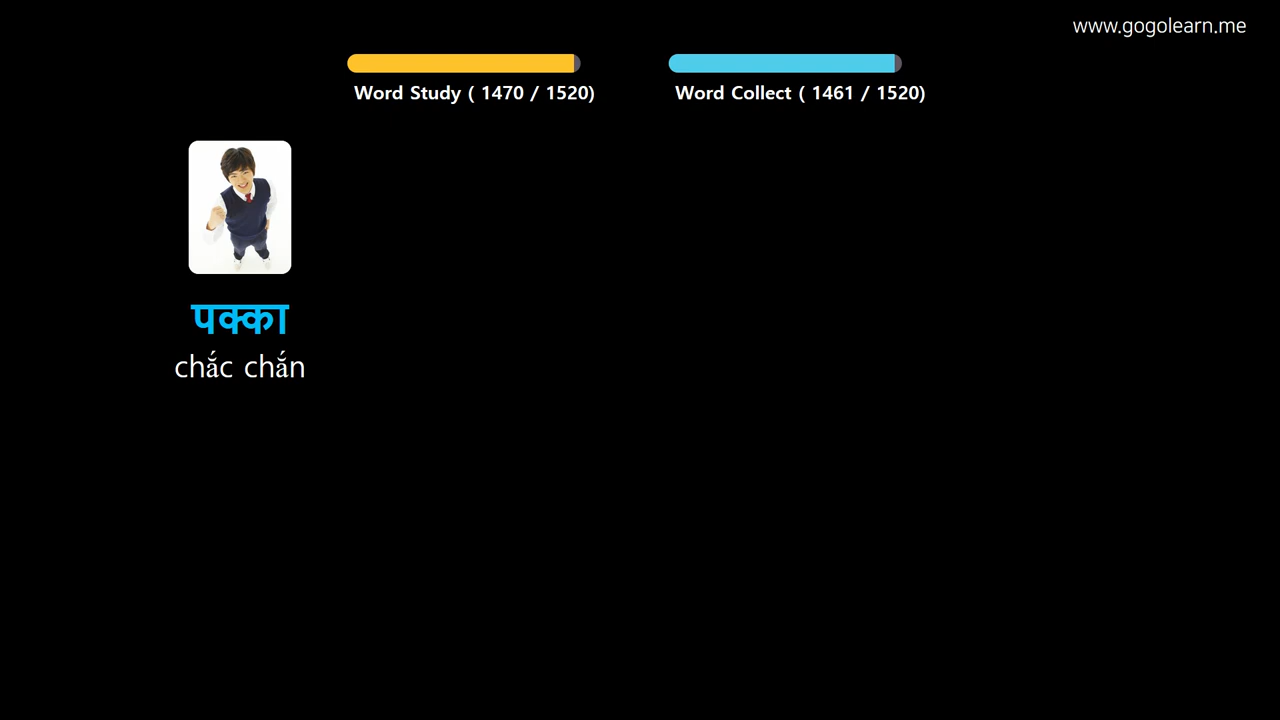 www.gogolearn.me
Word Study ( 1470 / 1520)
Word Collect ( 1461 / 1520)
पक्का
chắc chắn